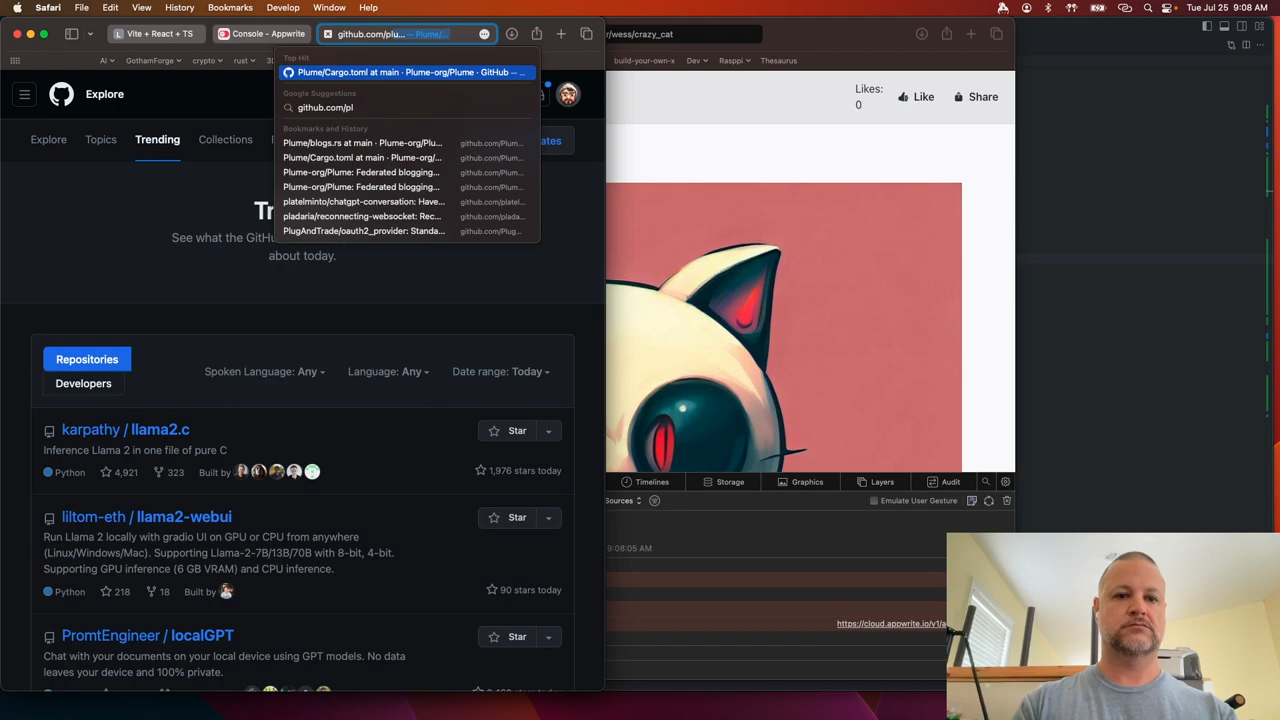 Safari File Edit View History Bookmarks Develop Window Help
Tue Jul 25 9:08 AM
Vite + React + TS
Console - Appwrite
github.com/plu... — Plume/...
r/wess/crazy_cat
AI GothamForge crypto rust
build-your-own-x Dev Rasppi Thesaurus
Top Hit
Plume/Cargo.toml at main · Plume-org/Plume · GitHub — ...
Google Suggestions
github.com/pl
Bookmarks and History
Plume/blogs.rs at main · Plume-org/Plu... github.com/Plum...
Plume/Cargo.toml at main · Plume-org/... github.com/Plum...
Plume-org/Plume: Federated blogging... github.com/Plum...
Plume-org/Plume: Federated blogging... github.com/Plum...
platelminto/chatgpt-conversation: Have... github.com/platel...
pladaria/reconnecting-websocket: Rec... github.com/plada...
PlugAndTrade/oauth2_provider: Standa... github.com/Plug...
Explore
Likes:
0
Like
Share
Explore Topics Trending Collections
ates
Tr
See what the GitH
about today.
Repositories
Developers
Spoken Language: Any
Language: Any
Date range: Today
karpathy / llama2.c
Star
Inference Llama 2 in one file of pure C
Python 4,921 323 Built by
1,976 stars today
liltom-eth / llama2-webui
Star
Run Llama 2 locally with gradio UI on GPU or CPU from anywhere
(Linux/Windows/Mac). Supporting Llama-2-7B/13B/70B with 8-bit, 4-bit.
Supporting GPU inference (6 GB VRAM) and CPU inference.
Python 218 18 Built by
90 stars today
PromtEngineer / localGPT
Star
Chat with your documents on your local device using GPT models. No data
leaves your device and 100% private.
Timelines Storage Graphics Layers Audit
Sources
Emulate User Gesture
9:08:05 AM
https://cloud.appwrite.io/v1/a